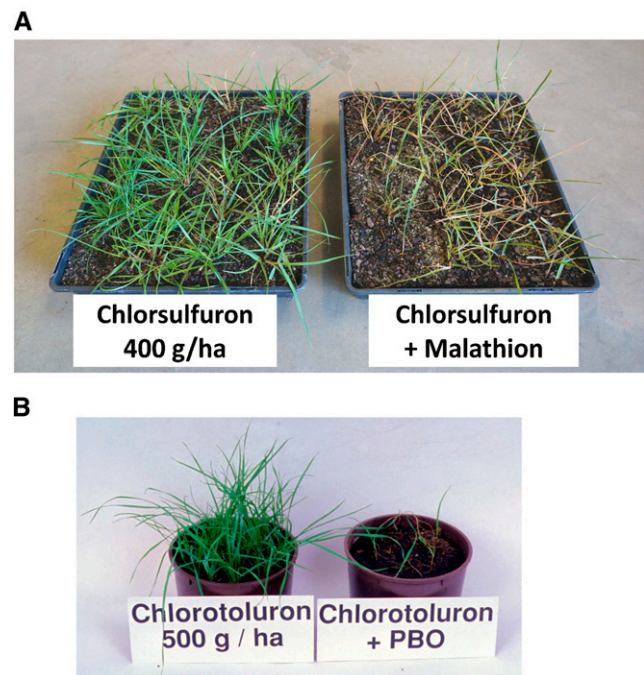 A
Chlorsulfuron
400 g/ha
Chlorsulfuron
+ Malathion
B
Chlorotoluron
500 g / ha
Chlorotoluron
+ PBO